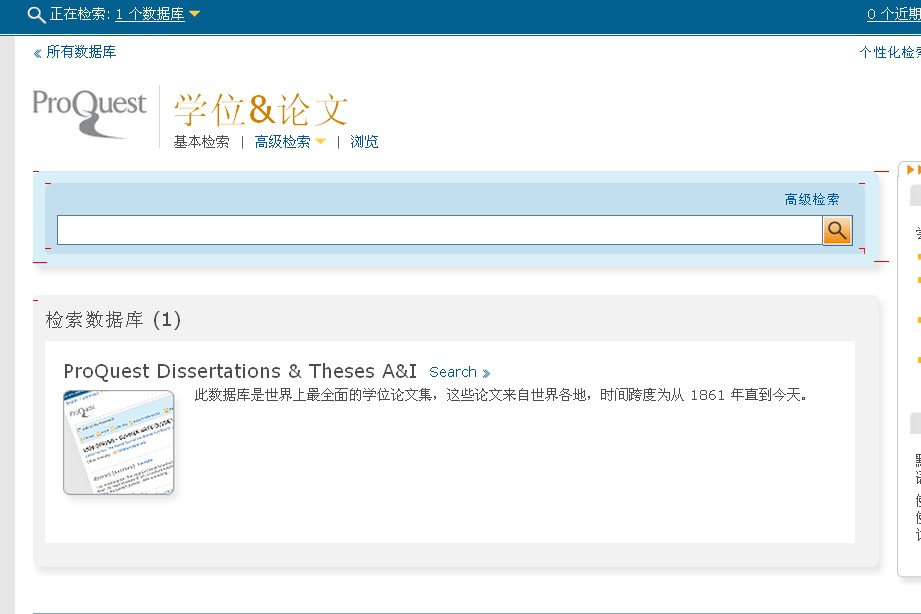 正在检索: 1 个数据库
0 个近期
« 所有数据库
个性化检索
ProQuest
学位&论文
基本检索 | 高级检索 | 浏览
高级检索
检索数据库 (1)
ProQuest Dissertations & Theses A&I Search »
此数据库是世界上最全面的学位论文集，这些论文来自世界各地，时间跨度为从 1861 年直到今天。
ProQuest